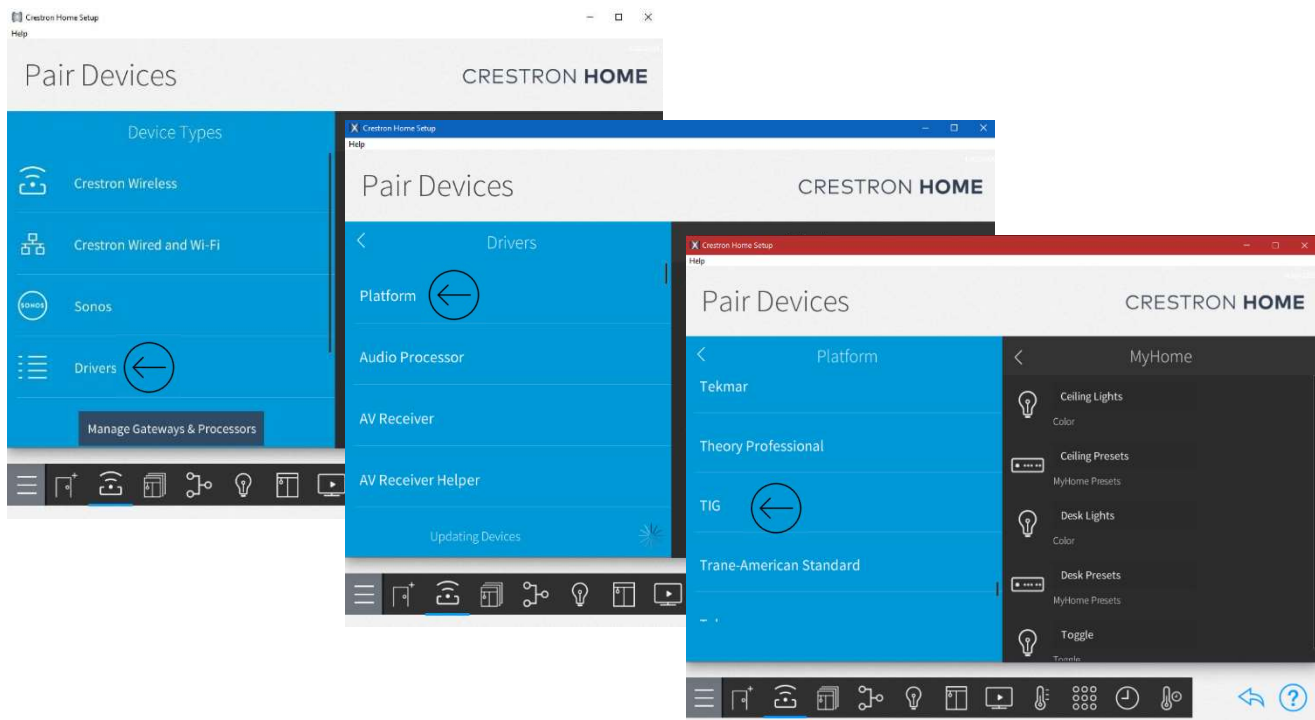 Crestron Home Setup
Help
Pair Devices
CRESTRON HOME
Device Types
Crestron Wireless
Crestron Wired and Wi-Fi
SONOS
Sonos
Drivers
Manage Gateways & Processors
Crestron Home Setup
Help
Pair Devices
CRESTRON HOME
Drivers
Platform
Audio Processor
AV Receiver
AV Receiver Helper
Updating Devices
Crestron Home Setup
Help
Pair Devices
CRESTRON HOME
Platform
Tekmar
Theory Professional
TIG
Trane-American Standard
MyHome
Ceiling Lights
Color
Ceiling Presets
MyHome Presets
Desk Lights
Color
Desk Presets
MyHome Presets
Toggle
Toggle
?